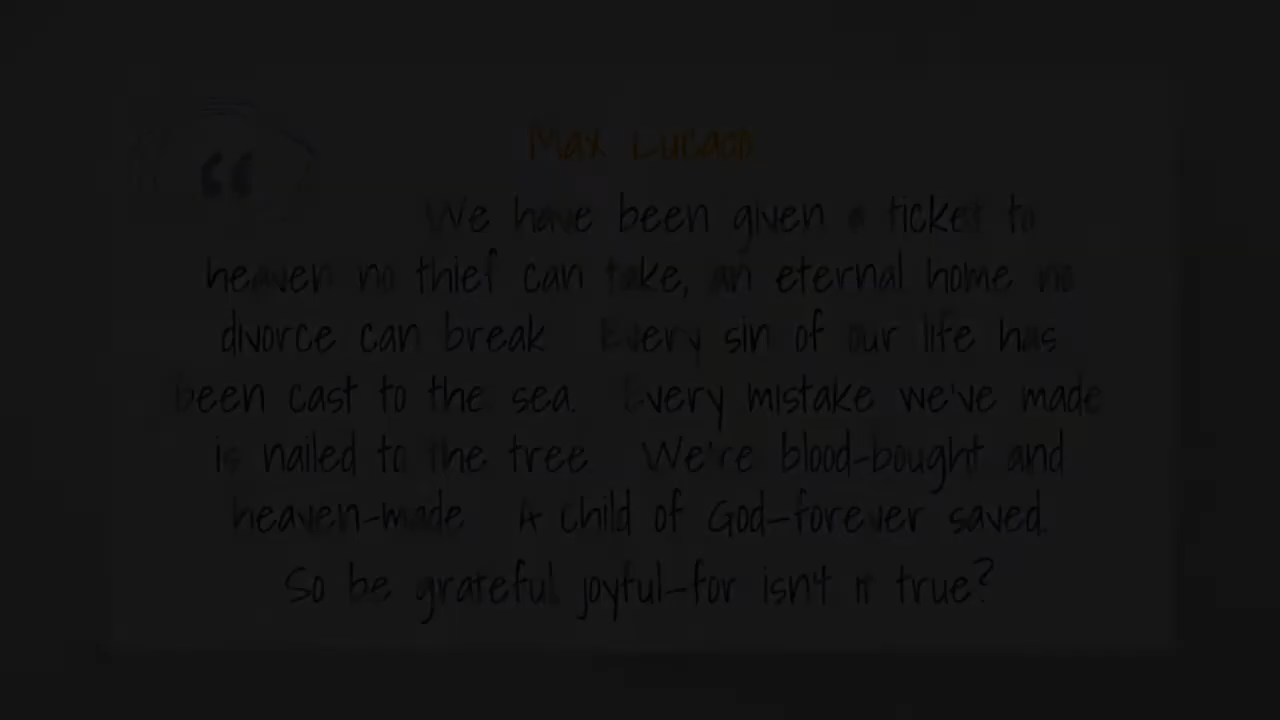 “
Max Lucado
We have been given a ticket to
heaven no thief can take, an eternal home no
divorce can break. Every sin of our life has
been cast to the sea. Every mistake we've made
is nailed to the tree. We're blood-bought and
heaven-made. A child of God—forever saved.
So be grateful, joyful—for isn't it true?